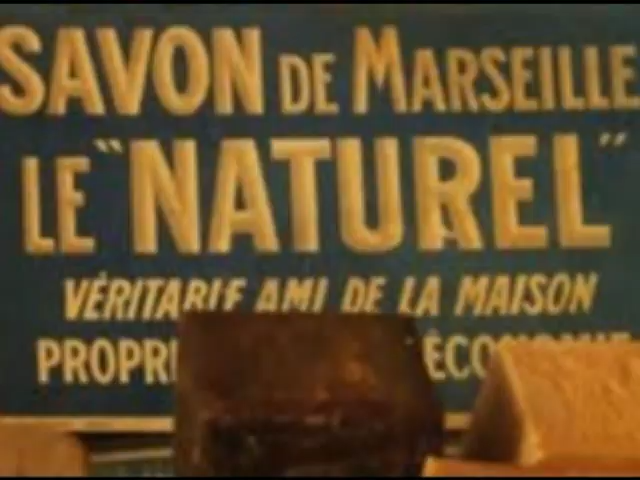 SAVON DE MARSEILLE
LE "NATUREL"
VÉRITABLE AMI DE LA MAISON